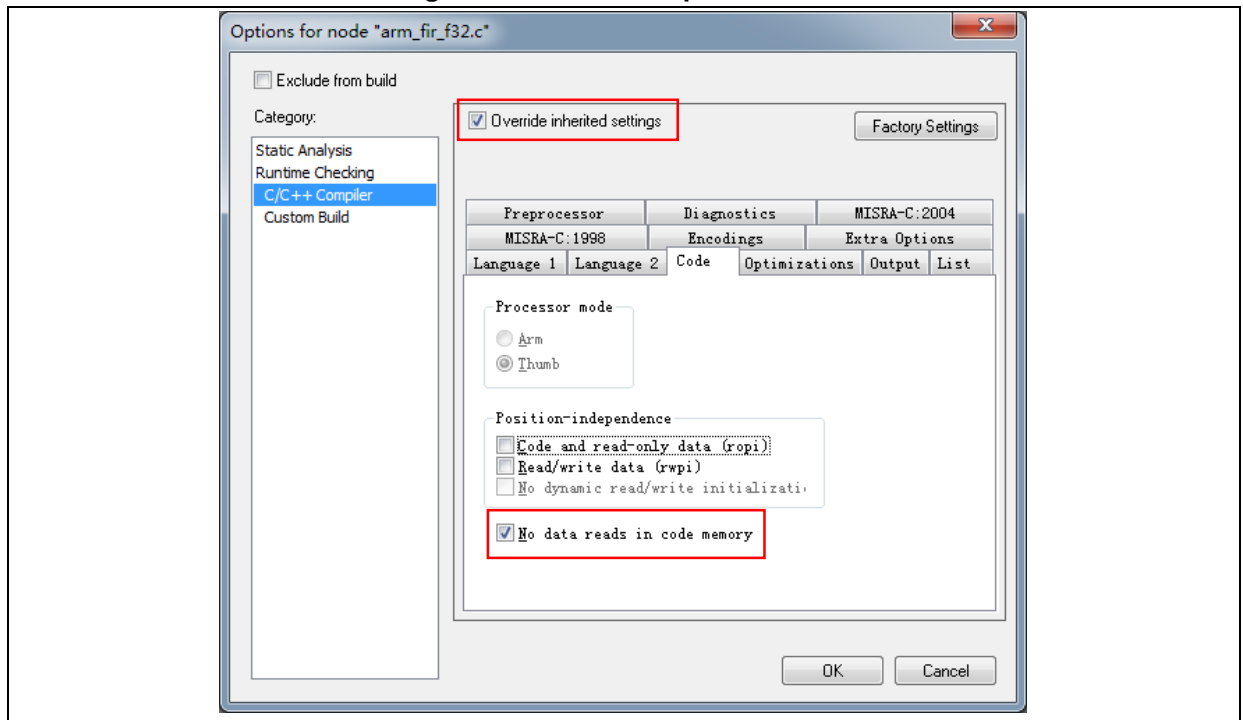 Options for node "arm_fir_f32.c"
Exclude from build
Category:
Static Analysis
Runtime Checking
C/C++ Compiler
Custom Build
Override inherited settings
Factory Settings
Preprocessor Diagnostics MISRA-C:2004
MISRA-C:1998 Encodings Extra Options
Language 1 Language 2 Code Optimizations Output List
Processor mode
Arm
Thumb
Position-independence
Code and read-only data (ropi)
Read/write data (rwpi)
No dynamic read/write
No data reads in code memory
OK Cancel